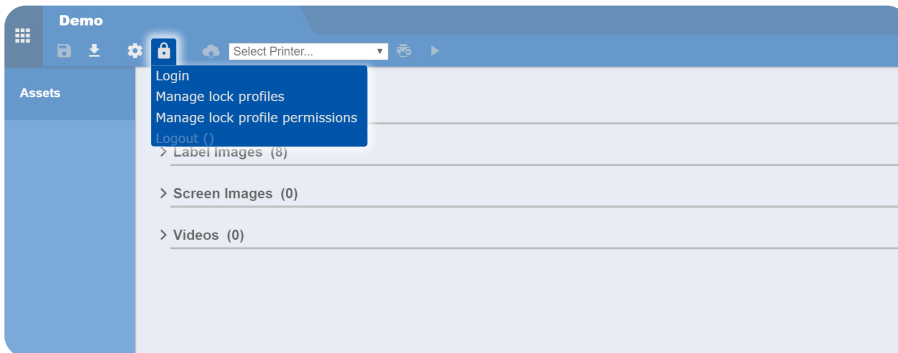 Demo
Select Printer...
Login
Assets
Manage lock profiles
Manage lock profile permissions
Logout ()
Label Images (8)
Screen Images (0)
Videos (0)